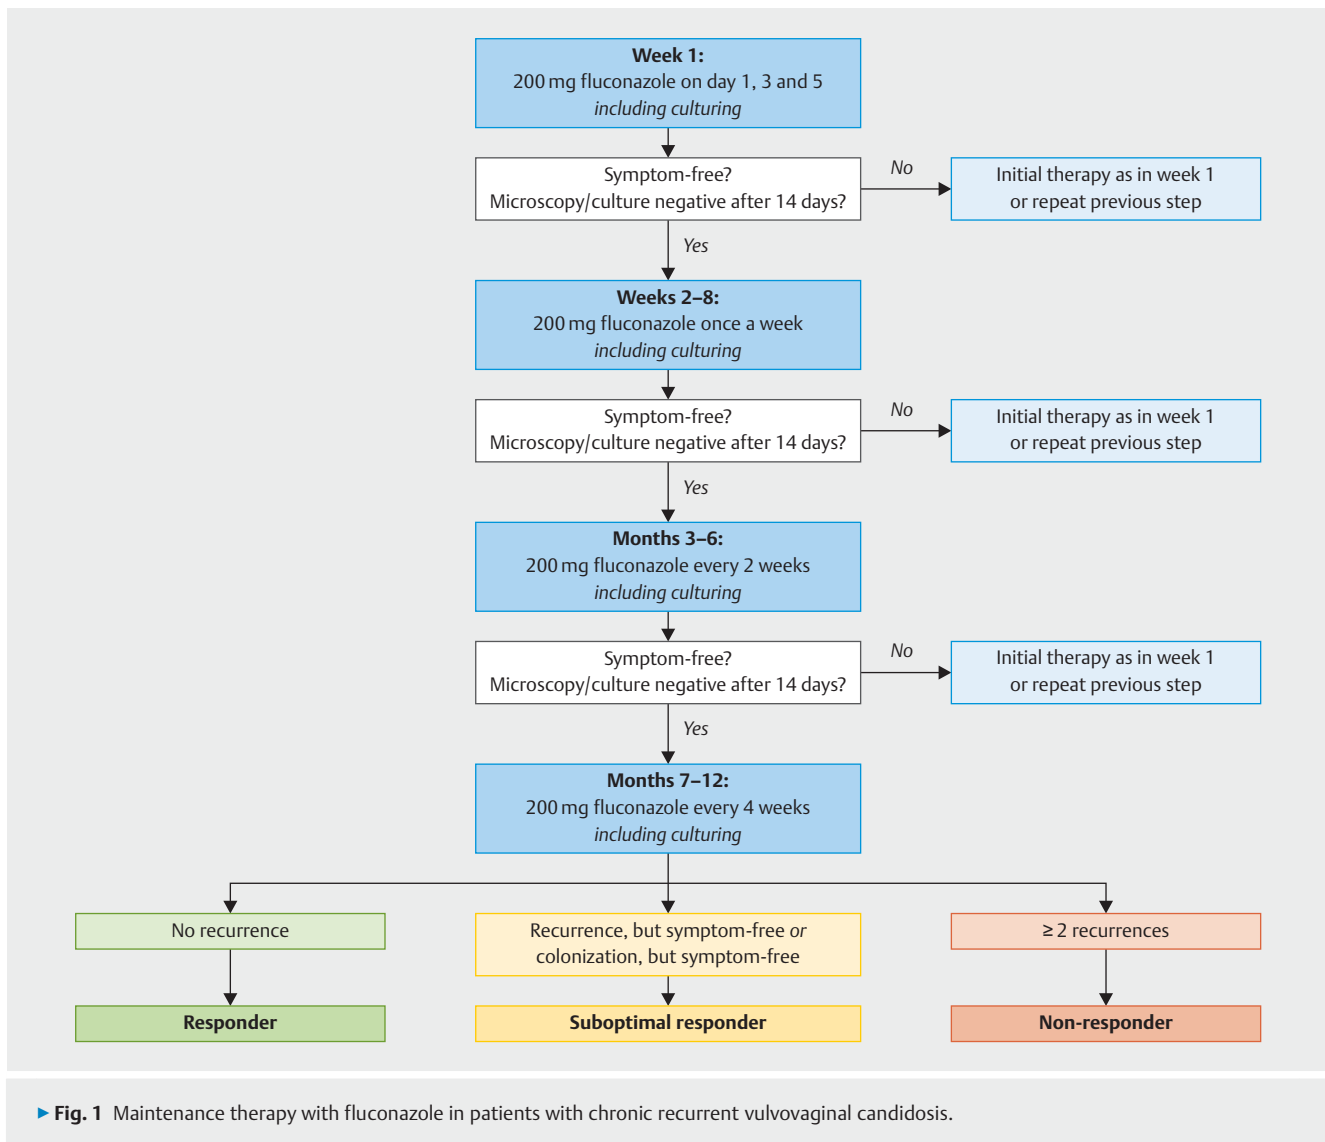 Week 1:
200 mg fluconazole on day 1, 3 and 5
including culturing
Symptom-free?
Microscopy/culture negative after 14 days?
No
Initial therapy as in week 1
or repeat previous step
Yes
Weeks 2–8:
200 mg fluconazole once a week
including culturing
Symptom-free?
Microscopy/culture negative after 14 days?
No
Initial therapy as in week 1
or repeat previous step
Yes
Months 3–6:
200 mg fluconazole every 2 weeks
including culturing
Symptom-free?
Microscopy/culture negative after 14 days?
No
Initial therapy as in week 1
or repeat previous step
Yes
Months 7–12:
200 mg fluconazole every 4 weeks
including culturing
No recurrence
Recurrence, but symptom-free or
colonization, but symptom-free
≥ 2 recurrences
Responder
Suboptimal responder
Non-responder
▶ Fig. 1 Maintenance therapy with fluconazole in patients with chronic recurrent vulvovaginal candidosis.